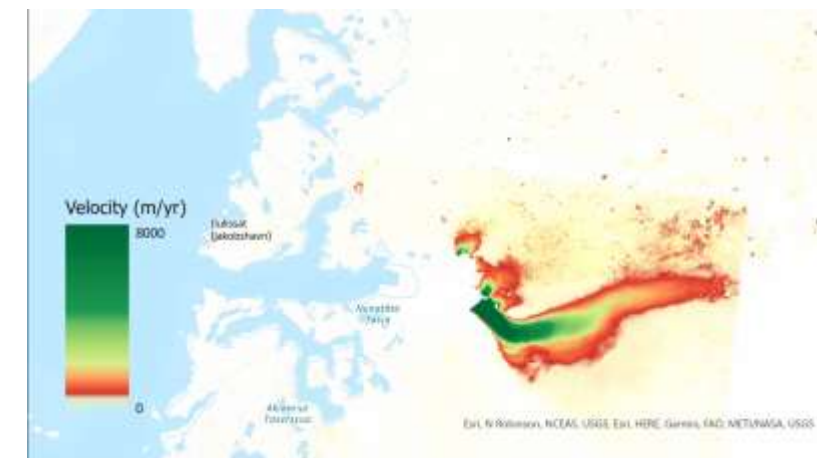 Velocity (m/yr)
8000
0
Ilulissat
(Jakobshavn)
Esri, N Robinson, NCEAS, USGS, Esri, HERE, Garmin, FAO, METI/NASA, USGS